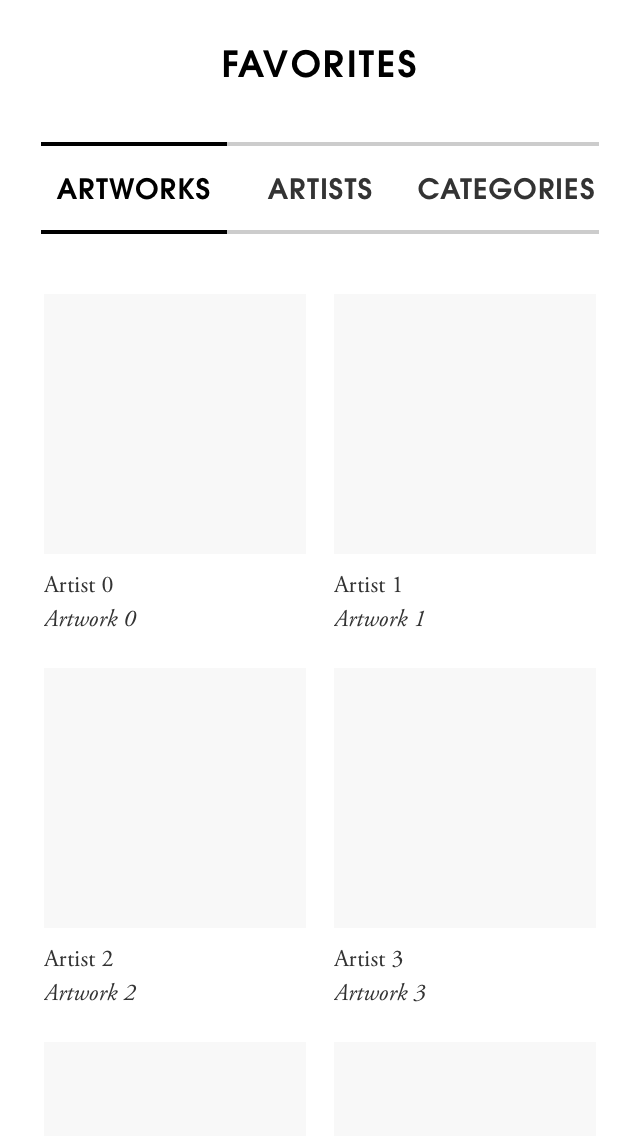 FAVORITES
ARTWORKS ARTISTS CATEGORIES
Artist 0 Artist 1
Artwork 0 Artwork 1
Artist 2 Artist 3
Artwork 2 Artwork 3